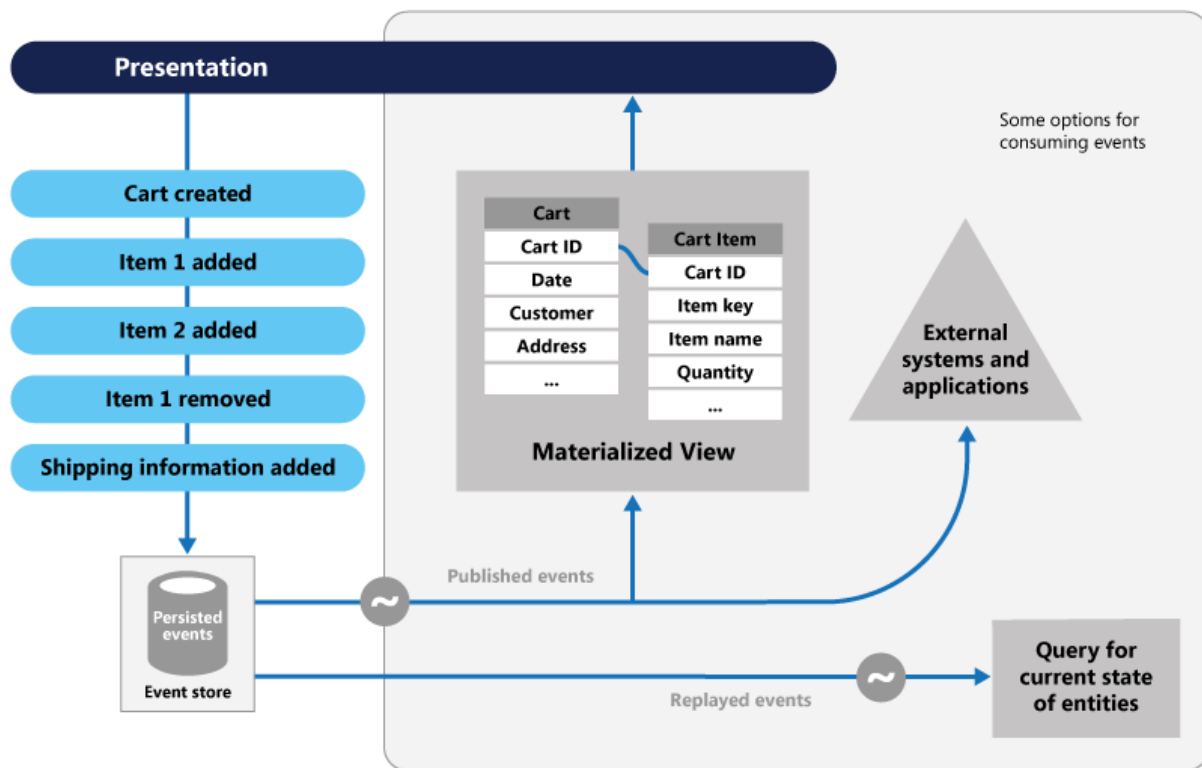 Presentation
Some options for
consuming events
Cart created
Item 1 added
Item 2 added
Item 1 removed
Shipping information added
Cart
Cart ID
Date
Customer
Address
...
Cart Item
Cart ID
Item key
Item name
Quantity
...
Materialized View
External
systems and
applications
Persisted
events
Event store
~
Published events
~
Replayed events
Query for
current state
of entities